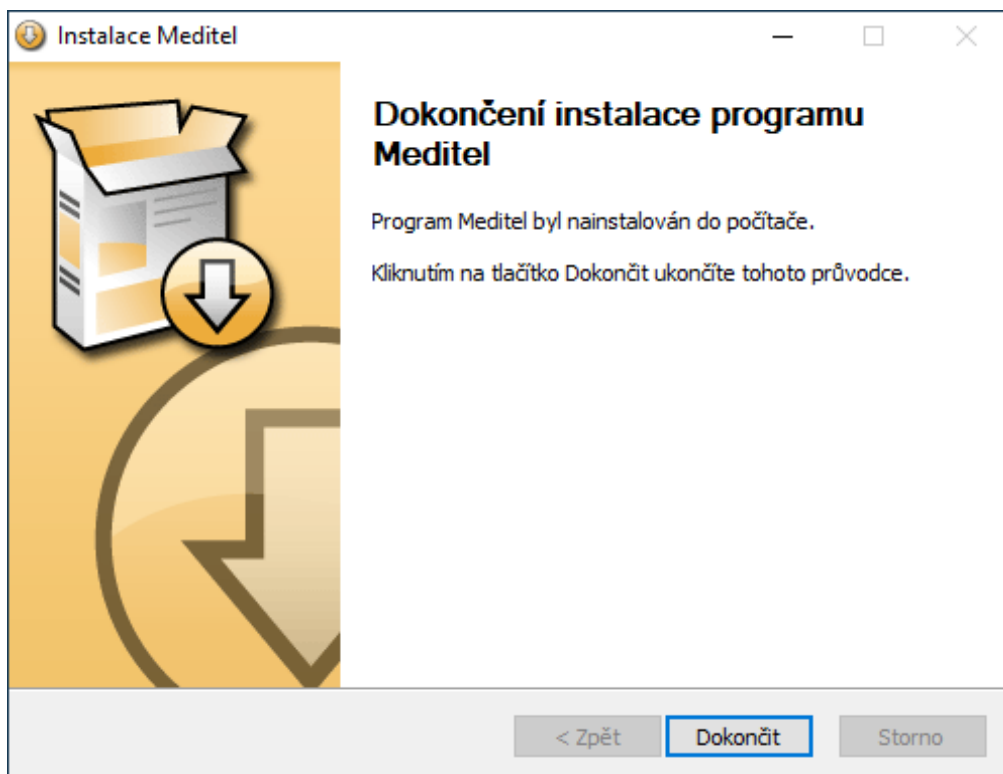 Instalace Meditel
Dokončení instalace programu
Meditel
Program Meditel byl nainstalován do počítače.
Kliknutím na tlačítko Dokončit ukončíte tohoto průvodce.
< Zpět
Dokončit
Storno